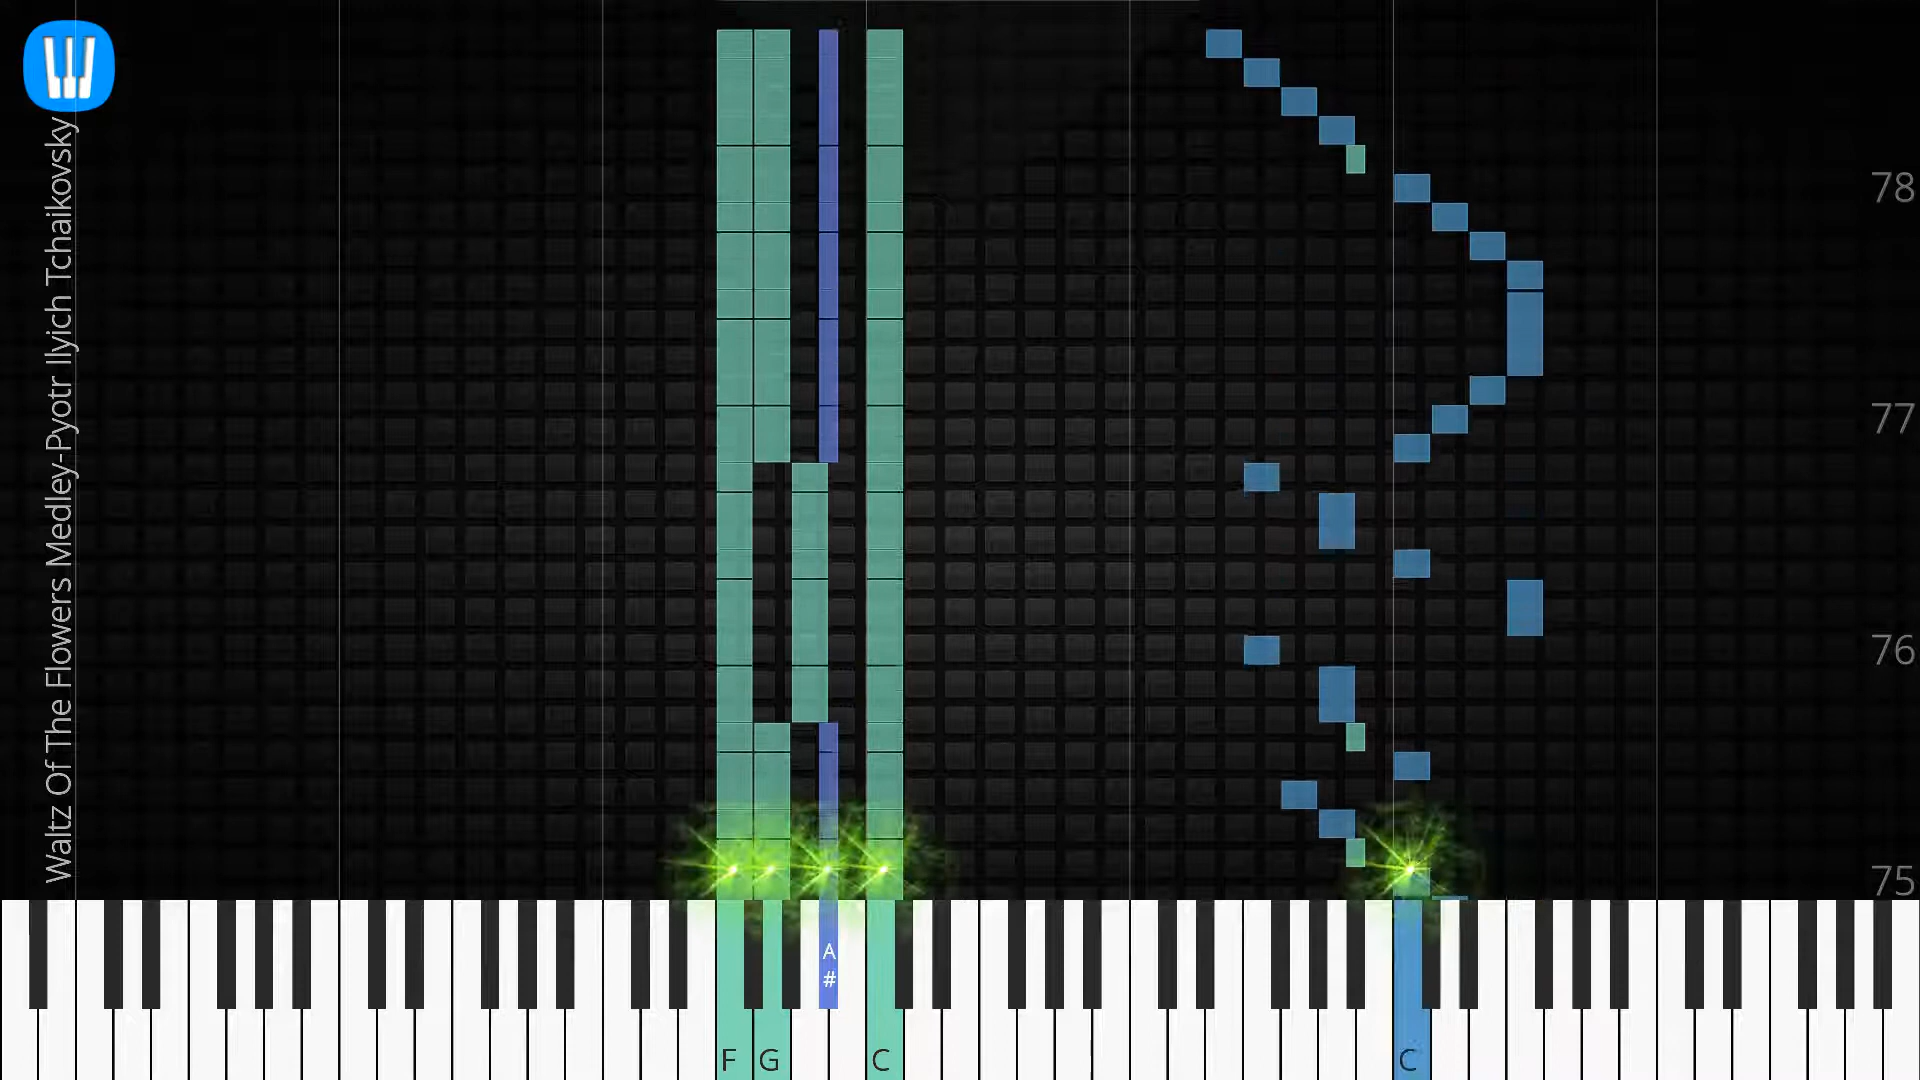 Waltz Of The Flowers Medley-Pyotr Ilyich Tchaikovsky
78
77
76
75
A
#
F
G
C
C